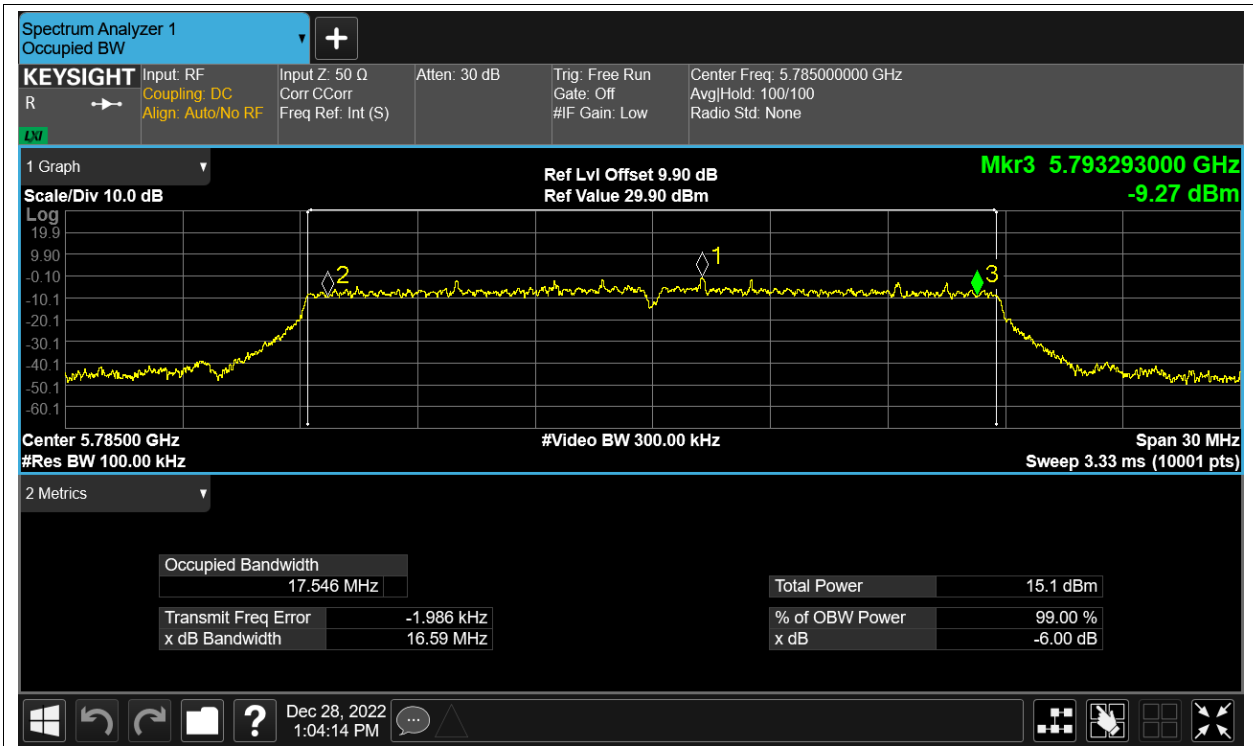 Spectrum Analyzer 1
Occupied BW
KEYSIGHT
R
LXI
Input: RF
Coupling: DC
Align: Auto/No RF
Input Z: 50 Ω
Corr CCorr
Freq Ref: Int (S)
Atten: 30 dB
Trig: Free Run
Gate: Off
#IF Gain: Low
Center Freq: 5.785000000 GHz
Avg|Hold: 100/100
Radio Std: None
1 Graph
Scale/Div 10.0 dB
Ref Lvl Offset 9.90 dB
Ref Value 29.90 dBm
Mkr3 5.793293000 GHz
-9.27 dBm
Log
19.9
9.90
-0.10
-10.1
-20.1
-30.1
-40.1
-50.1
-60.1
2
1
3
Center 5.78500 GHz
#Video BW 300.00 kHz
Span 30 MHz
#Res BW 100.00 kHz
Sweep 3.33 ms (10001 pts)
2 Metrics
Occupied Bandwidth
17.546 MHz
Transmit Freq Error -1.986 kHz
x dB Bandwidth 16.59 MHz
Total Power 15.1 dBm
% of OBW Power 99.00 %
x dB -6.00 dB
?
Dec 28, 2022
1:04:14 PM